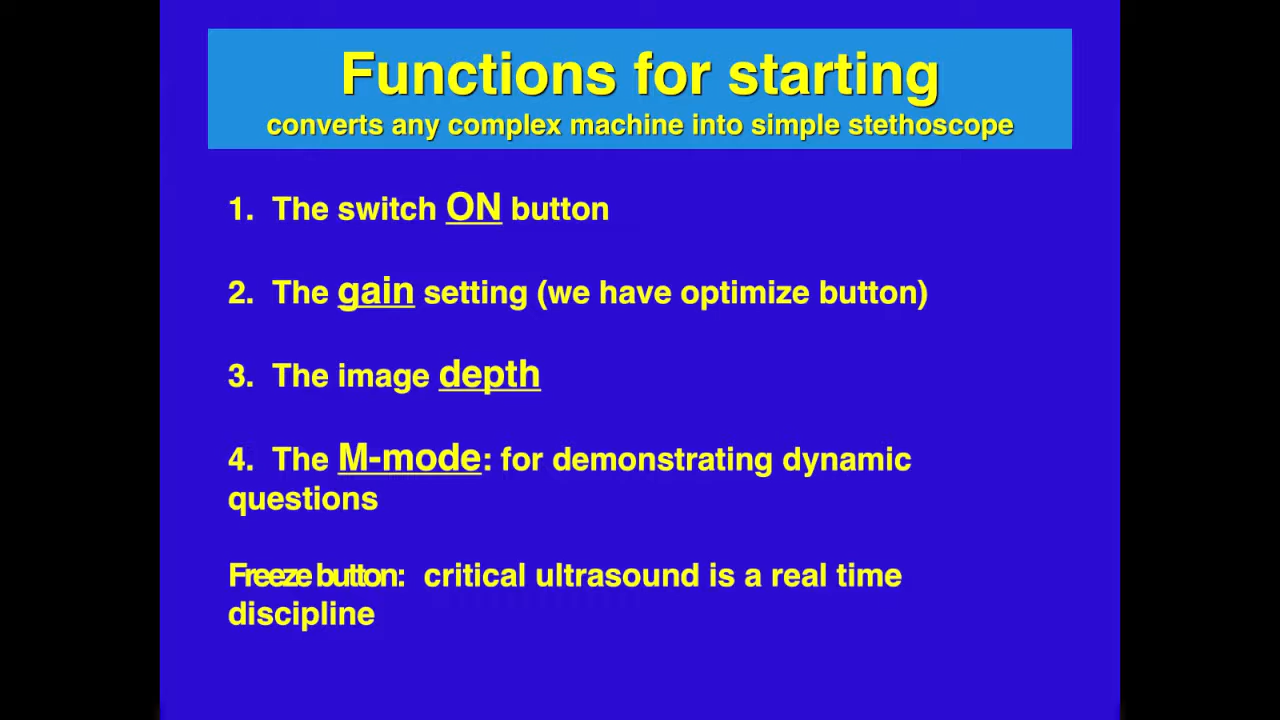 Functions for starting
converts any complex machine into simple stethoscope
1. The switch ON button
2. The gain setting (we have optimize button)
3. The image depth
4. The M-mode: for demonstrating dynamic
questions
Freeze button: critical ultrasound is a real time
discipline